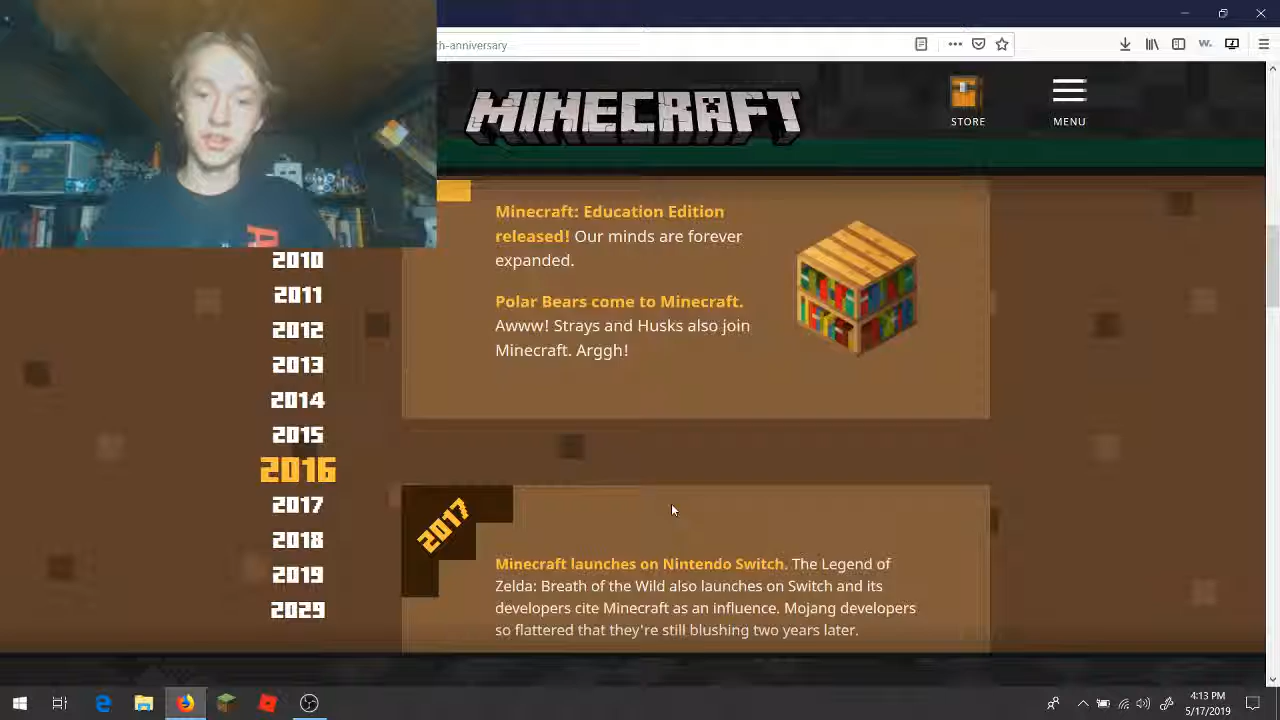 h-anniversary
W.
MINECRAFT
STORE
MENU
Minecraft: Education Edition
released! Our minds are forever
expanded.
Polar Bears come to Minecraft.
Awww! Strays and Husks also join
Minecraft. Arggh!
2010
2011
2012
2013
2014
2015
2016
2017
2018
2019
2029
2017
Minecraft launches on Nintendo Switch. The Legend of
Zelda: Breath of the Wild also launches on Switch and its
developers cite Minecraft as an influence. Mojang developers
so flattered that they're still blushing two years later.
4:13 PM
5/17/2019